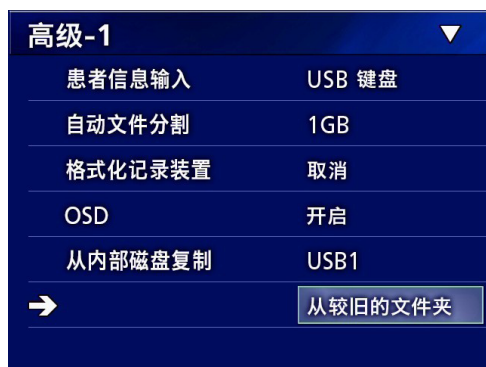 高级-1
患者信息输入 USB 键盘
自动文件分割 1GB
格式化记录装置 取消
OSD 开启
从内部磁盘复制 USB1
从较旧的文件夹